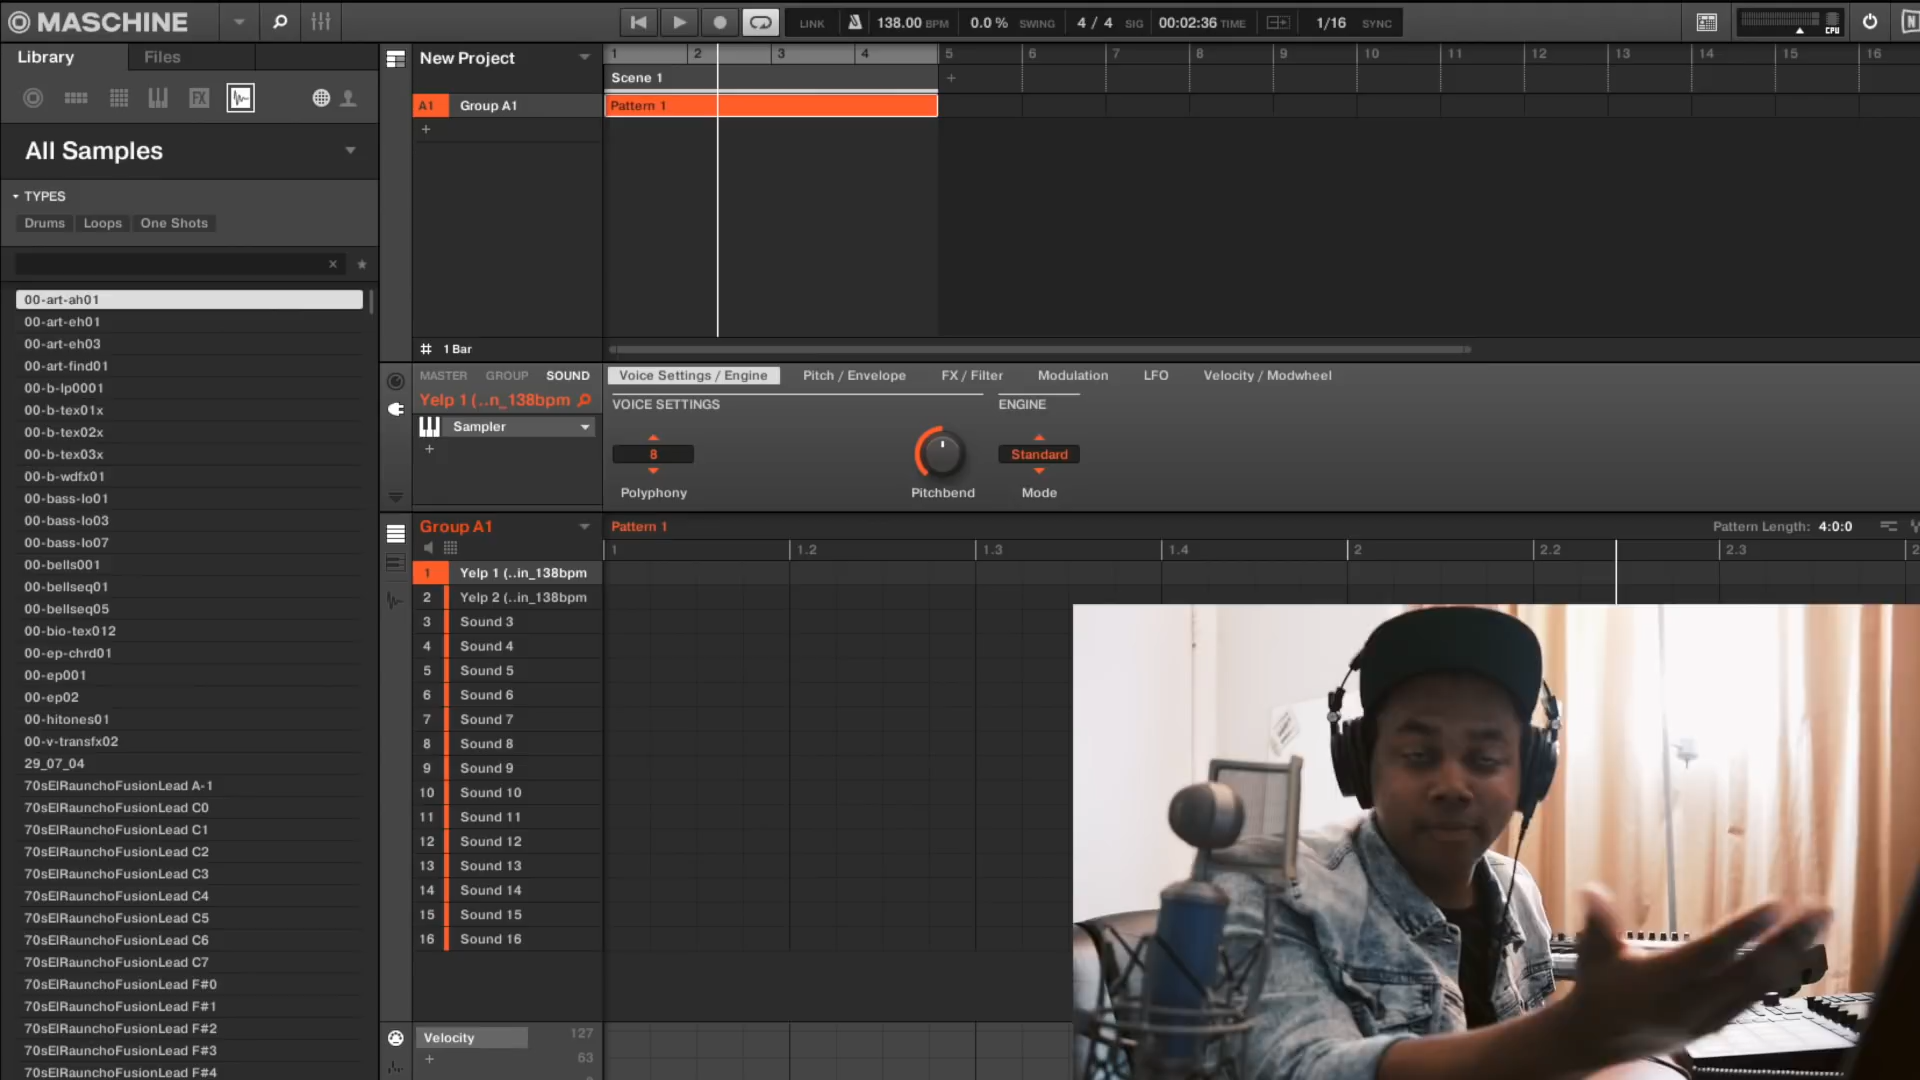 MASCHINE
LINK 138.00 BPM 0.0 % SWING 4 / 4 SIG 00:02:36 TIME 1/16 SYNC
CPU
Library Files
FX
All Samples
TYPES
Drums Loops One Shots
00-art-ah01
00-art-eh01
00-art-eh03
00-art-find01
00-b-lp0001
00-b-tex01x
00-b-tex02x
00-b-tex03x
00-b-wdfx01
00-bass-lo01
00-bass-lo03
00-bass-lo07
00-bells001
00-bellseq01
00-bellseq05
00-bio-tex012
00-ep-chrd01
00-ep001
00-ep02
00-hitones01
00-v-transfx02
29_07_04
70sElRaunchoFusionLead A-1
70sElRaunchoFusionLead C0
70sElRaunchoFusionLead C1
70sElRaunchoFusionLead C2
70sElRaunchoFusionLead C3
70sElRaunchoFusionLead C4
70sElRaunchoFusionLead C5
70sElRaunchoFusionLead C6
70sElRaunchoFusionLead C7
70sElRaunchoFusionLead F#0
70sElRaunchoFusionLead F#1
70sElRaunchoFusionLead F#2
70sElRaunchoFusionLead F#3
70sElRaunchoFusionLead F#4
New Project
1 2 3 4 5 6 7 8 9 10 11 12 13 14 15 16
Scene 1 +
A1 Group A1 Pattern 1
+
# 1 Bar
MASTER GROUP SOUND
Yelp 1 (..n_138bpm
Sampler
+
Voice Settings / Engine Pitch / Envelope FX / Filter Modulation LFO Velocity / Modwheel
VOICE SETTINGS ENGINE
8 Standard
Polyphony Pitchbend Mode
Group A1 Pattern 1 Pattern Length: 4:0:0
1 1.2 1.3 1.4 2 2.2 2.3 2
1 Yelp 1 (..in_138bpm
2 Yelp 2 (..in_138bpm
3 Sound 3
4 Sound 4
5 Sound 5
6 Sound 6
7 Sound 7
8 Sound 8
9 Sound 9
10 Sound 10
11 Sound 11
12 Sound 12
13 Sound 13
14 Sound 14
15 Sound 15
16 Sound 16
Velocity 127
+ 63